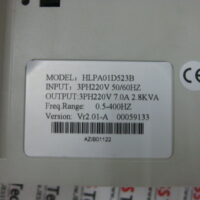 MODEL: HLPA01D523B
INPUT: 3PH220V 50/60HZ
OUTPUT:3PH220V 7.0A 2.8KVA
Freq.Range: 0.5-400HZ
Version: Vr2.01-A 00059133
AZIB01122